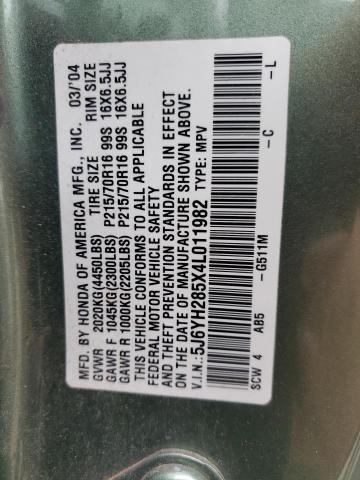 MFD. BY HONDA OF AMERICA MFG., INC. 03/'04
TIRE SIZE RIM SIZE
GVWR 2020KG(4450LBS)
GAWR F 1045KG(2300LBS) P215/70R16 99S 16X6.5JJ
GAWR R 1000KG(2205LBS) P215/70R16 99S 16X6.5JJ
THIS VEHICLE CONFORMS TO ALL APPLICABLE
FEDERAL MOTOR VEHICLE SAFETY
AND THEFT PREVENTION STANDARDS IN EFFECT
ON THE DATE OF MANUFACTURE SHOWN ABOVE.
V.I.N.: 5J6YH285X4L011982 TYPE: MPV
SCW 4 AB5 -G511M -C -L